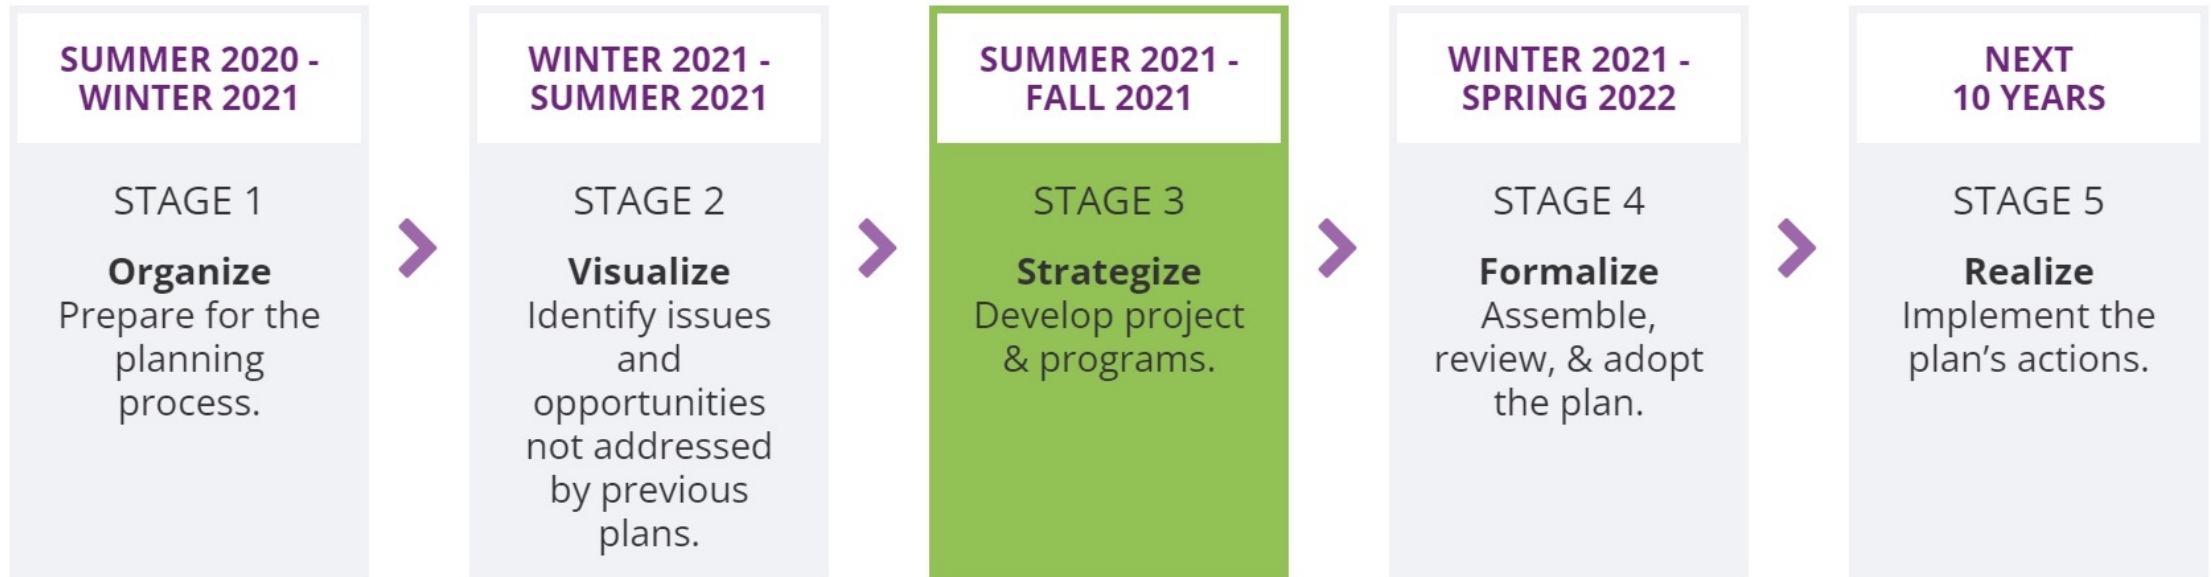 SUMMER 2020 -
WINTER 2021
STAGE 1
Organize
Prepare for the
planning
process.
WINTER 2021 -
SUMMER 2021
STAGE 2
Visualize
Identify issues
and
opportunities
not addressed
by previous
plans.
SUMMER 2021 -
FALL 2021
STAGE 3
Strategize
Develop project
& programs.
WINTER 2021 -
SPRING 2022
STAGE 4
Formalize
Assemble,
review, & adopt
the plan.
NEXT
10 YEARS
STAGE 5
Realize
Implement the
plan’s actions.